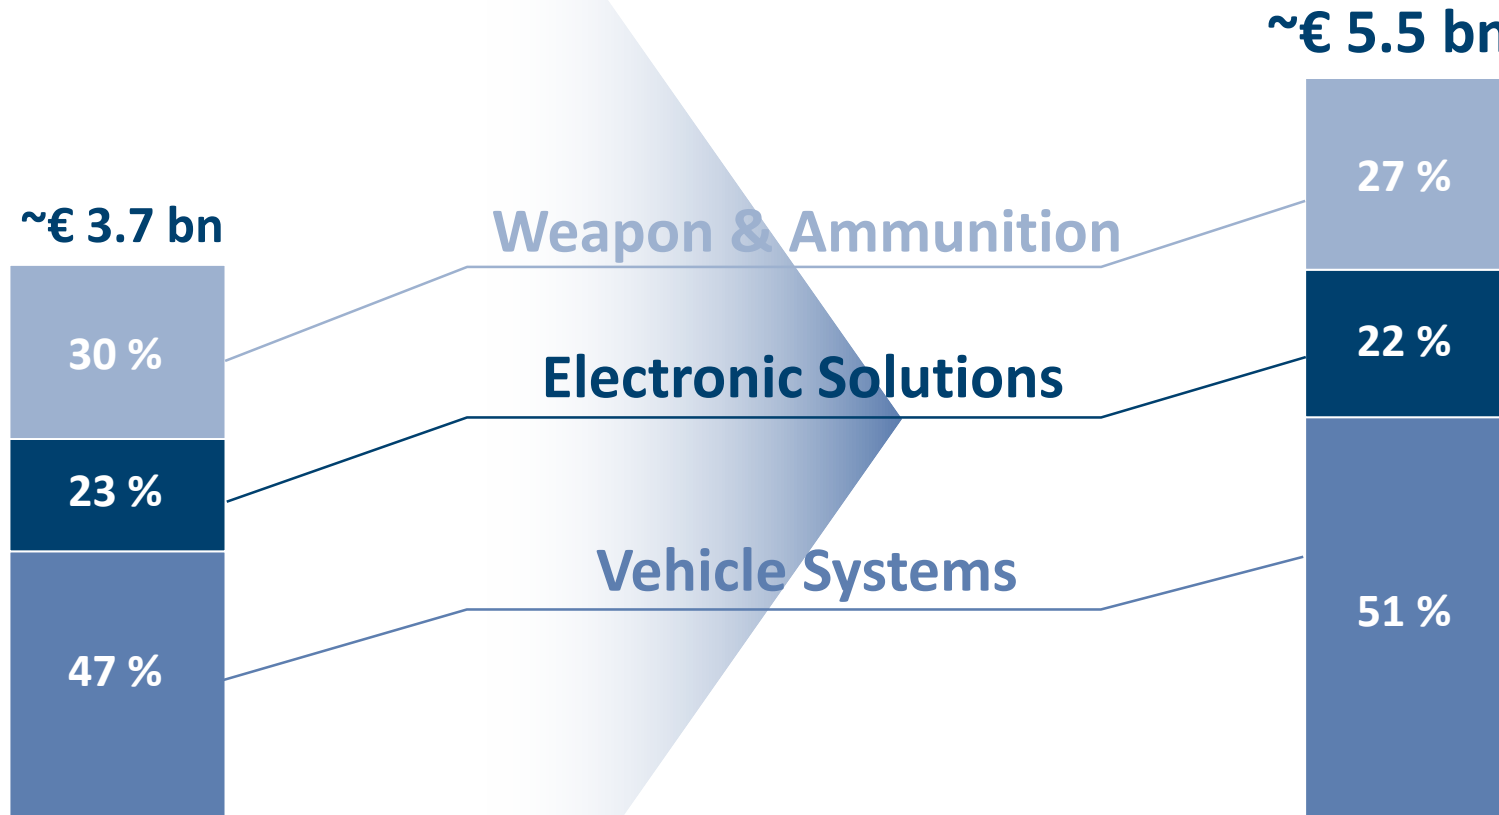 ~€ 5.5 bn
~€ 3.7 bn
Weapon & Ammunition
Electronic Solutions
Vehicle Systems
30 %
23 %
47 %
27 %
22 %
51 %